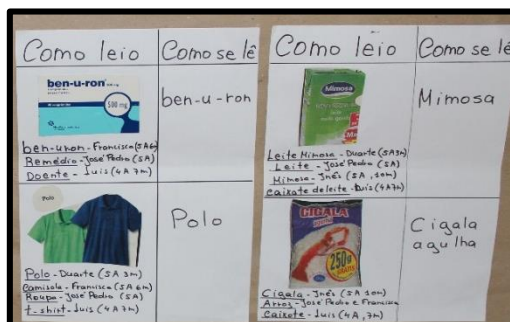 Como leio
Como se lê
ben-u-ron
500 mg
ben-u-ron
ben-u-ron - Francisca (5A 6m)
Remédio - José Pedro (5A)
Doente - Luís (4A 7m)
Polo
Polo
Polo - Duarte (5A 3m)
Camisola - Francisca (5A 6m)
Roupa - José Pedro (5A)
t-shirt - Luís (4A 7m)
Como leio
Como se lê
Mimosa
Mimosa
Leite Mimosa - Duarte (5A 3m)
Leite - José Pedro (5A)
Mimosa - Inês (5A, 10m)
caixote de leite - Luís (4A 7m)
CIGALA
250g
GRÁTIS
Cigala
agulha
Cigala - Inês (5A 10m)
Arroz - José Pedro e Francisca
Caixote - Luís (4A, 7m)